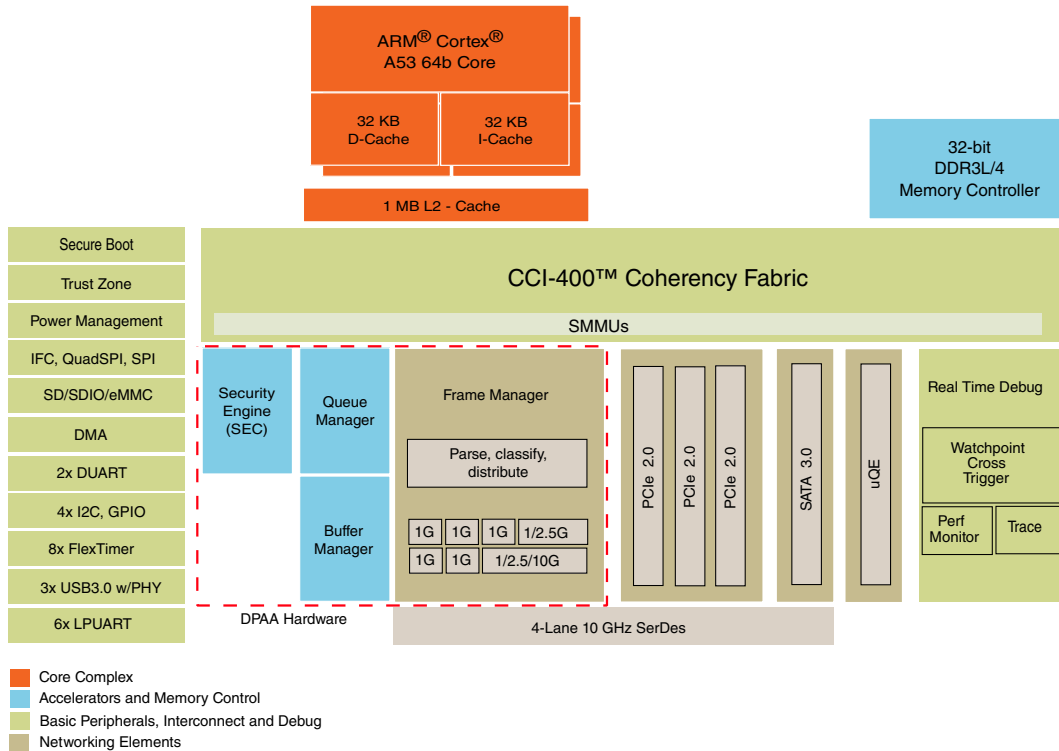 ARM® Cortex®
A53 64b Core
32 KB
D-Cache
32 KB
I-Cache
1 MB L2 - Cache
32-bit
DDR3L/4
Memory Controller
Secure Boot
Trust Zone
Power Management
IFC, QuadSPI, SPI
SD/SDIO/eMMC
DMA
2x DUART
4x I2C, GPIO
8x FlexTimer
3x USB3.0 w/PHY
6x LPUART
CCI-400™ Coherency Fabric
SMMUs
Security
Engine
(SEC)
Queue
Manager
Buffer
Manager
Frame Manager
Parse, classify,
distribute
1G 1G 1G 1/2.5G
1G 1G 1/2.5/10G
DPAA Hardware
PCIe 2.0
PCIe 2.0
PCIe 2.0
SATA 3.0
uQE
Real Time Debug
Watchpoint
Cross
Trigger
Perf
Monitor
Trace
4-Lane 10 GHz SerDes
Core Complex
Accelerators and Memory Control
Basic Peripherals, Interconnect and Debug
Networking Elements